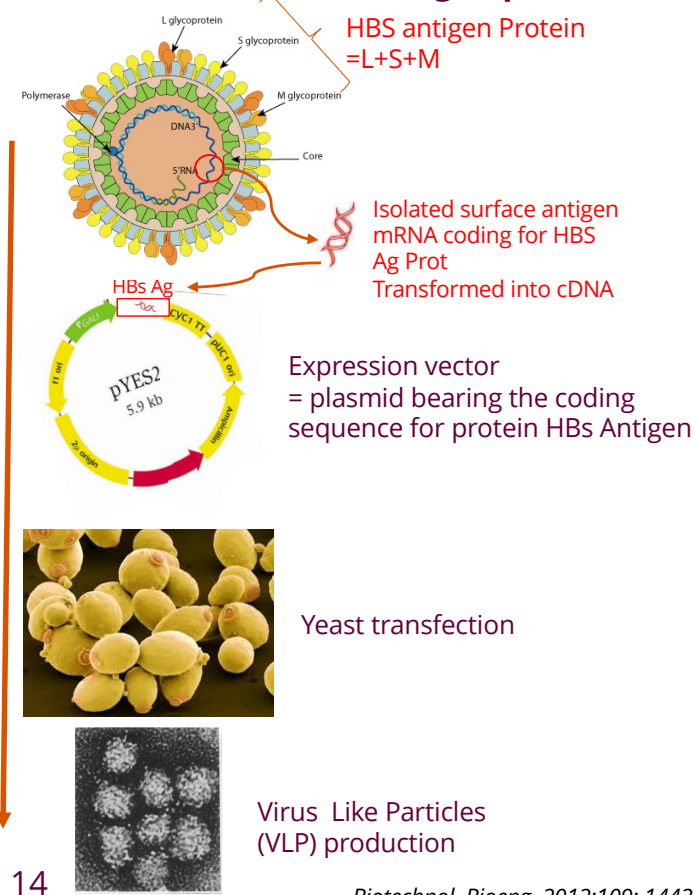 L glycoprotein
S glycoprotein
HBS antigen Protein
=L+S+M
Polymerase
M glycoprotein
DNA3'
Core
5'RNA
Isolated surface antigen
mRNA coding for HBS
Ag Prot
Transformed into cDNA
HBs Ag
PGAL1
CYC1 TT
f1 ori
pUC1 ori
pYES2
5.9 kb
Expression vector
= plasmid bearing the coding
sequence for protein HBs Antigen
2μ origin
Ampicillin
Yeast transfection
Virus Like Particles
(VLP) production
14